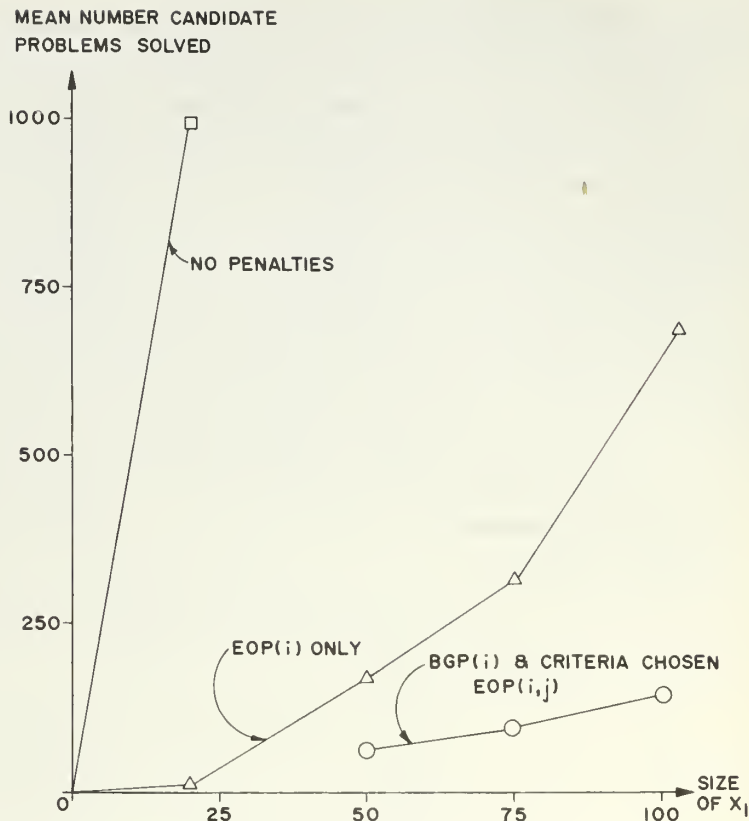 MEAN NUMBER CANDIDATE
PROBLEMS SOLVED
1000
NO PENALTIES
750
500
250
EOP(i) ONLY
BGP(i) & CRITERIA CHOSEN
EOP(i,j)
0
25
50
75
100
SIZE
OF X1